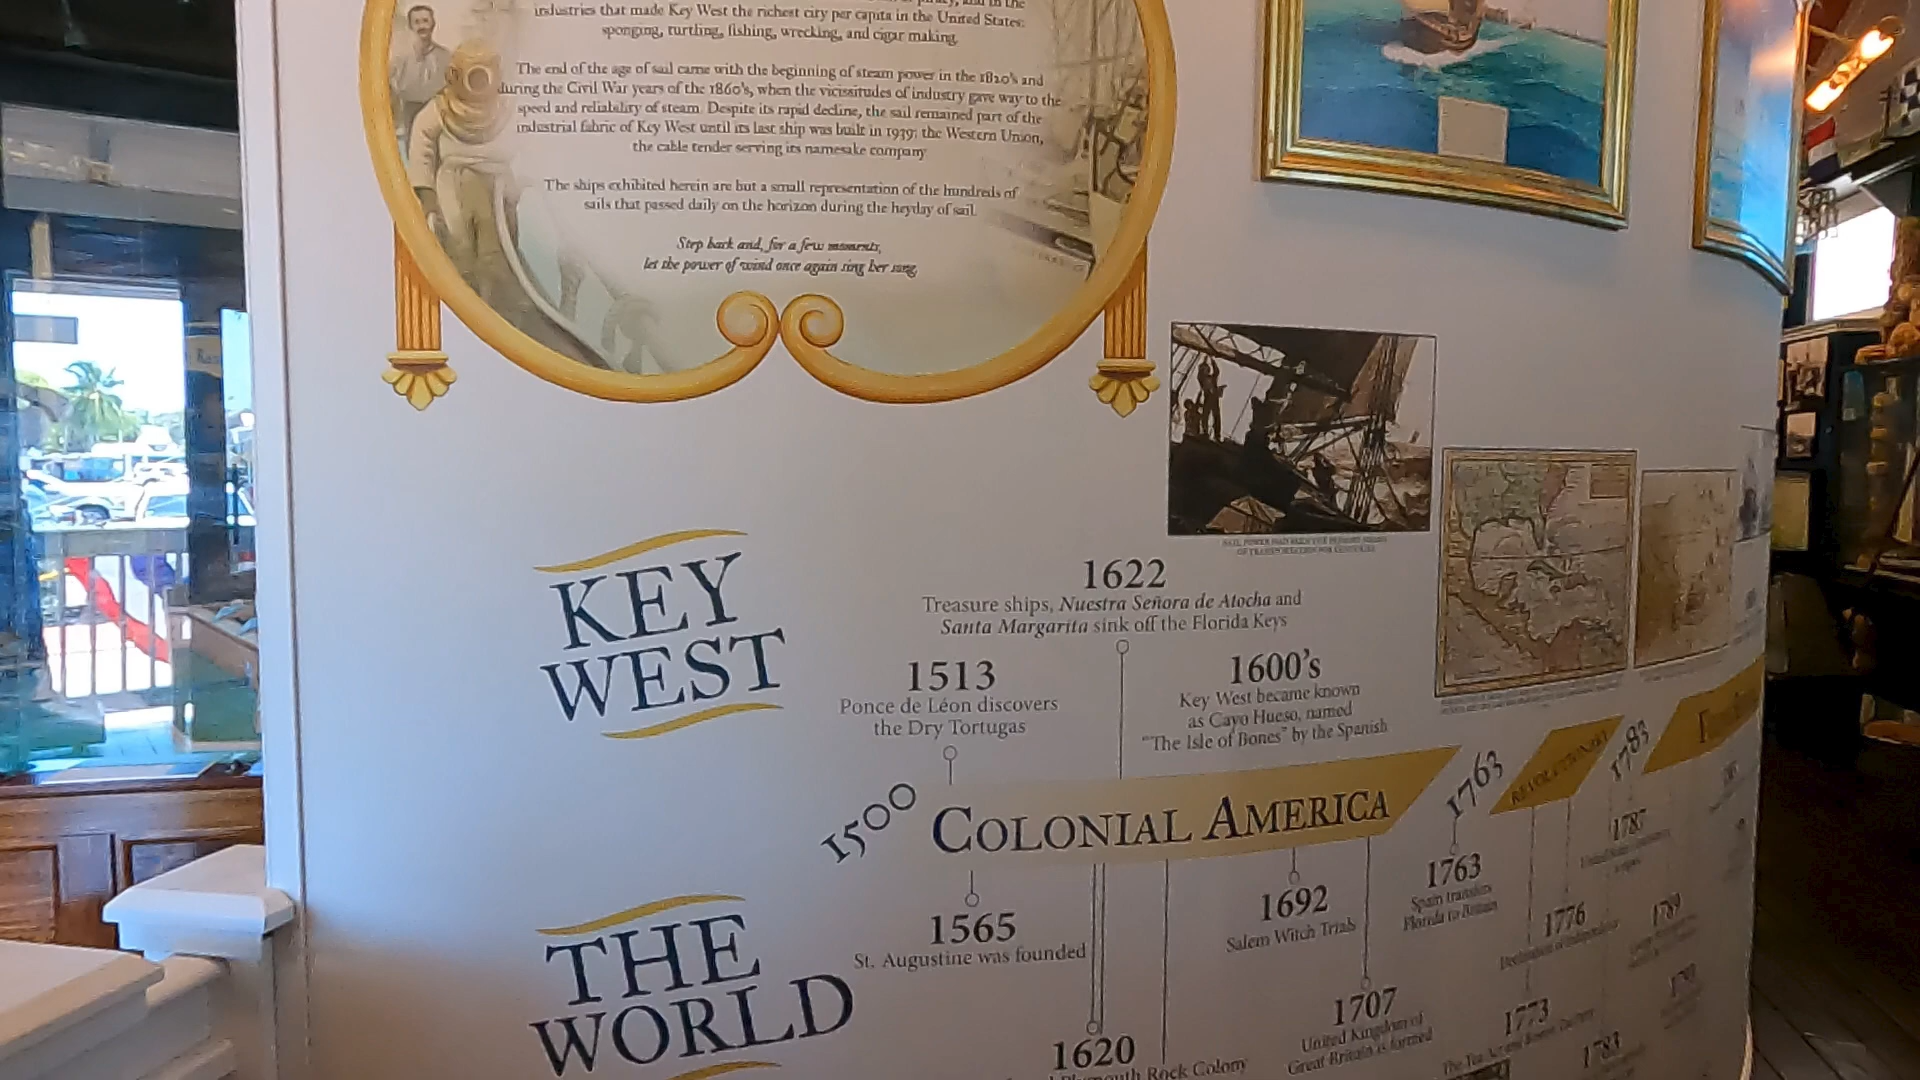 industries that made Key West the richest city per capita in the United States:
sponging, turtling, fishing, wrecking, and cigar making.
The end of the age of sail came with the beginning of steam power in the 1820's and
during the Civil War years of the 1860's, when the vicissitudes of industry gave way to the
speed and reliability of steam. Despite its rapid decline, the sail remained part of the
industrial fabric of Key West until its last ship was built in 1939; the Western Union,
the cable tender serving its namesake company
The ships exhibited herein are but a small representation of the hundreds of
sails that passed daily on the horizon during the heyday of sail.
Step back and, for a few moments,
let the power of wind once again sing her song.
KEY
WEST
1622
Treasure ships, Nuestra Señora de Atocha and
Santa Margarita sink off the Florida Keys
1513
Ponce de Léon discovers
the Dry Tortugas
1600's
Key West became known
as Cayo Hueso, named
"The Isle of Bones" by the Spanish
1500
COLONIAL AMERICA
1763
REVOLUTIONARY
1783
THE
WORLD
1565
St. Augustine was founded
1620
Plymouth Rock Colony
1692
Salem Witch Trials
1707
United Kingdom of
Great Britain is formed
1763
Spain transfers
Florida to Britain
1776
Declaration of Independence
1773
1787
1789
1783